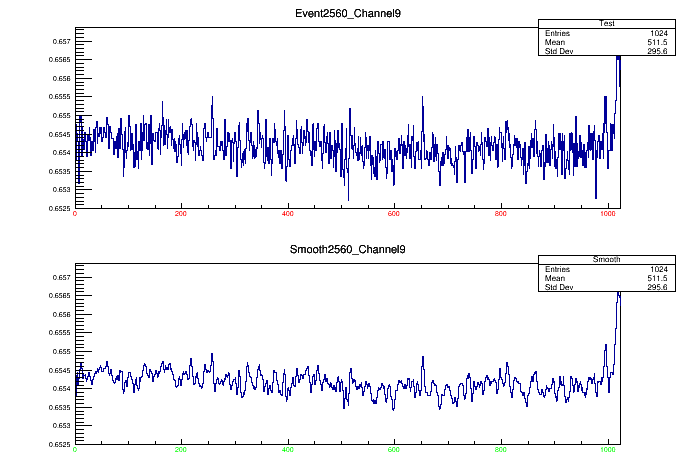 Event2560_Channel9
Test
Entries 1024
Mean 511.5
Std Dev 295.6
0.657
0.6565
0.656
0.6555
0.655
0.6545
0.654
0.6535
0.653
0.6525
0 200 400 600 800 1000
Smooth2560_Channel9
Smooth
Entries 1024
Mean 511.5
Std Dev 295.6
0.657
0.6565
0.656
0.6555
0.655
0.6545
0.654
0.6535
0.653
0.6525
0 200 400 600 800 1000